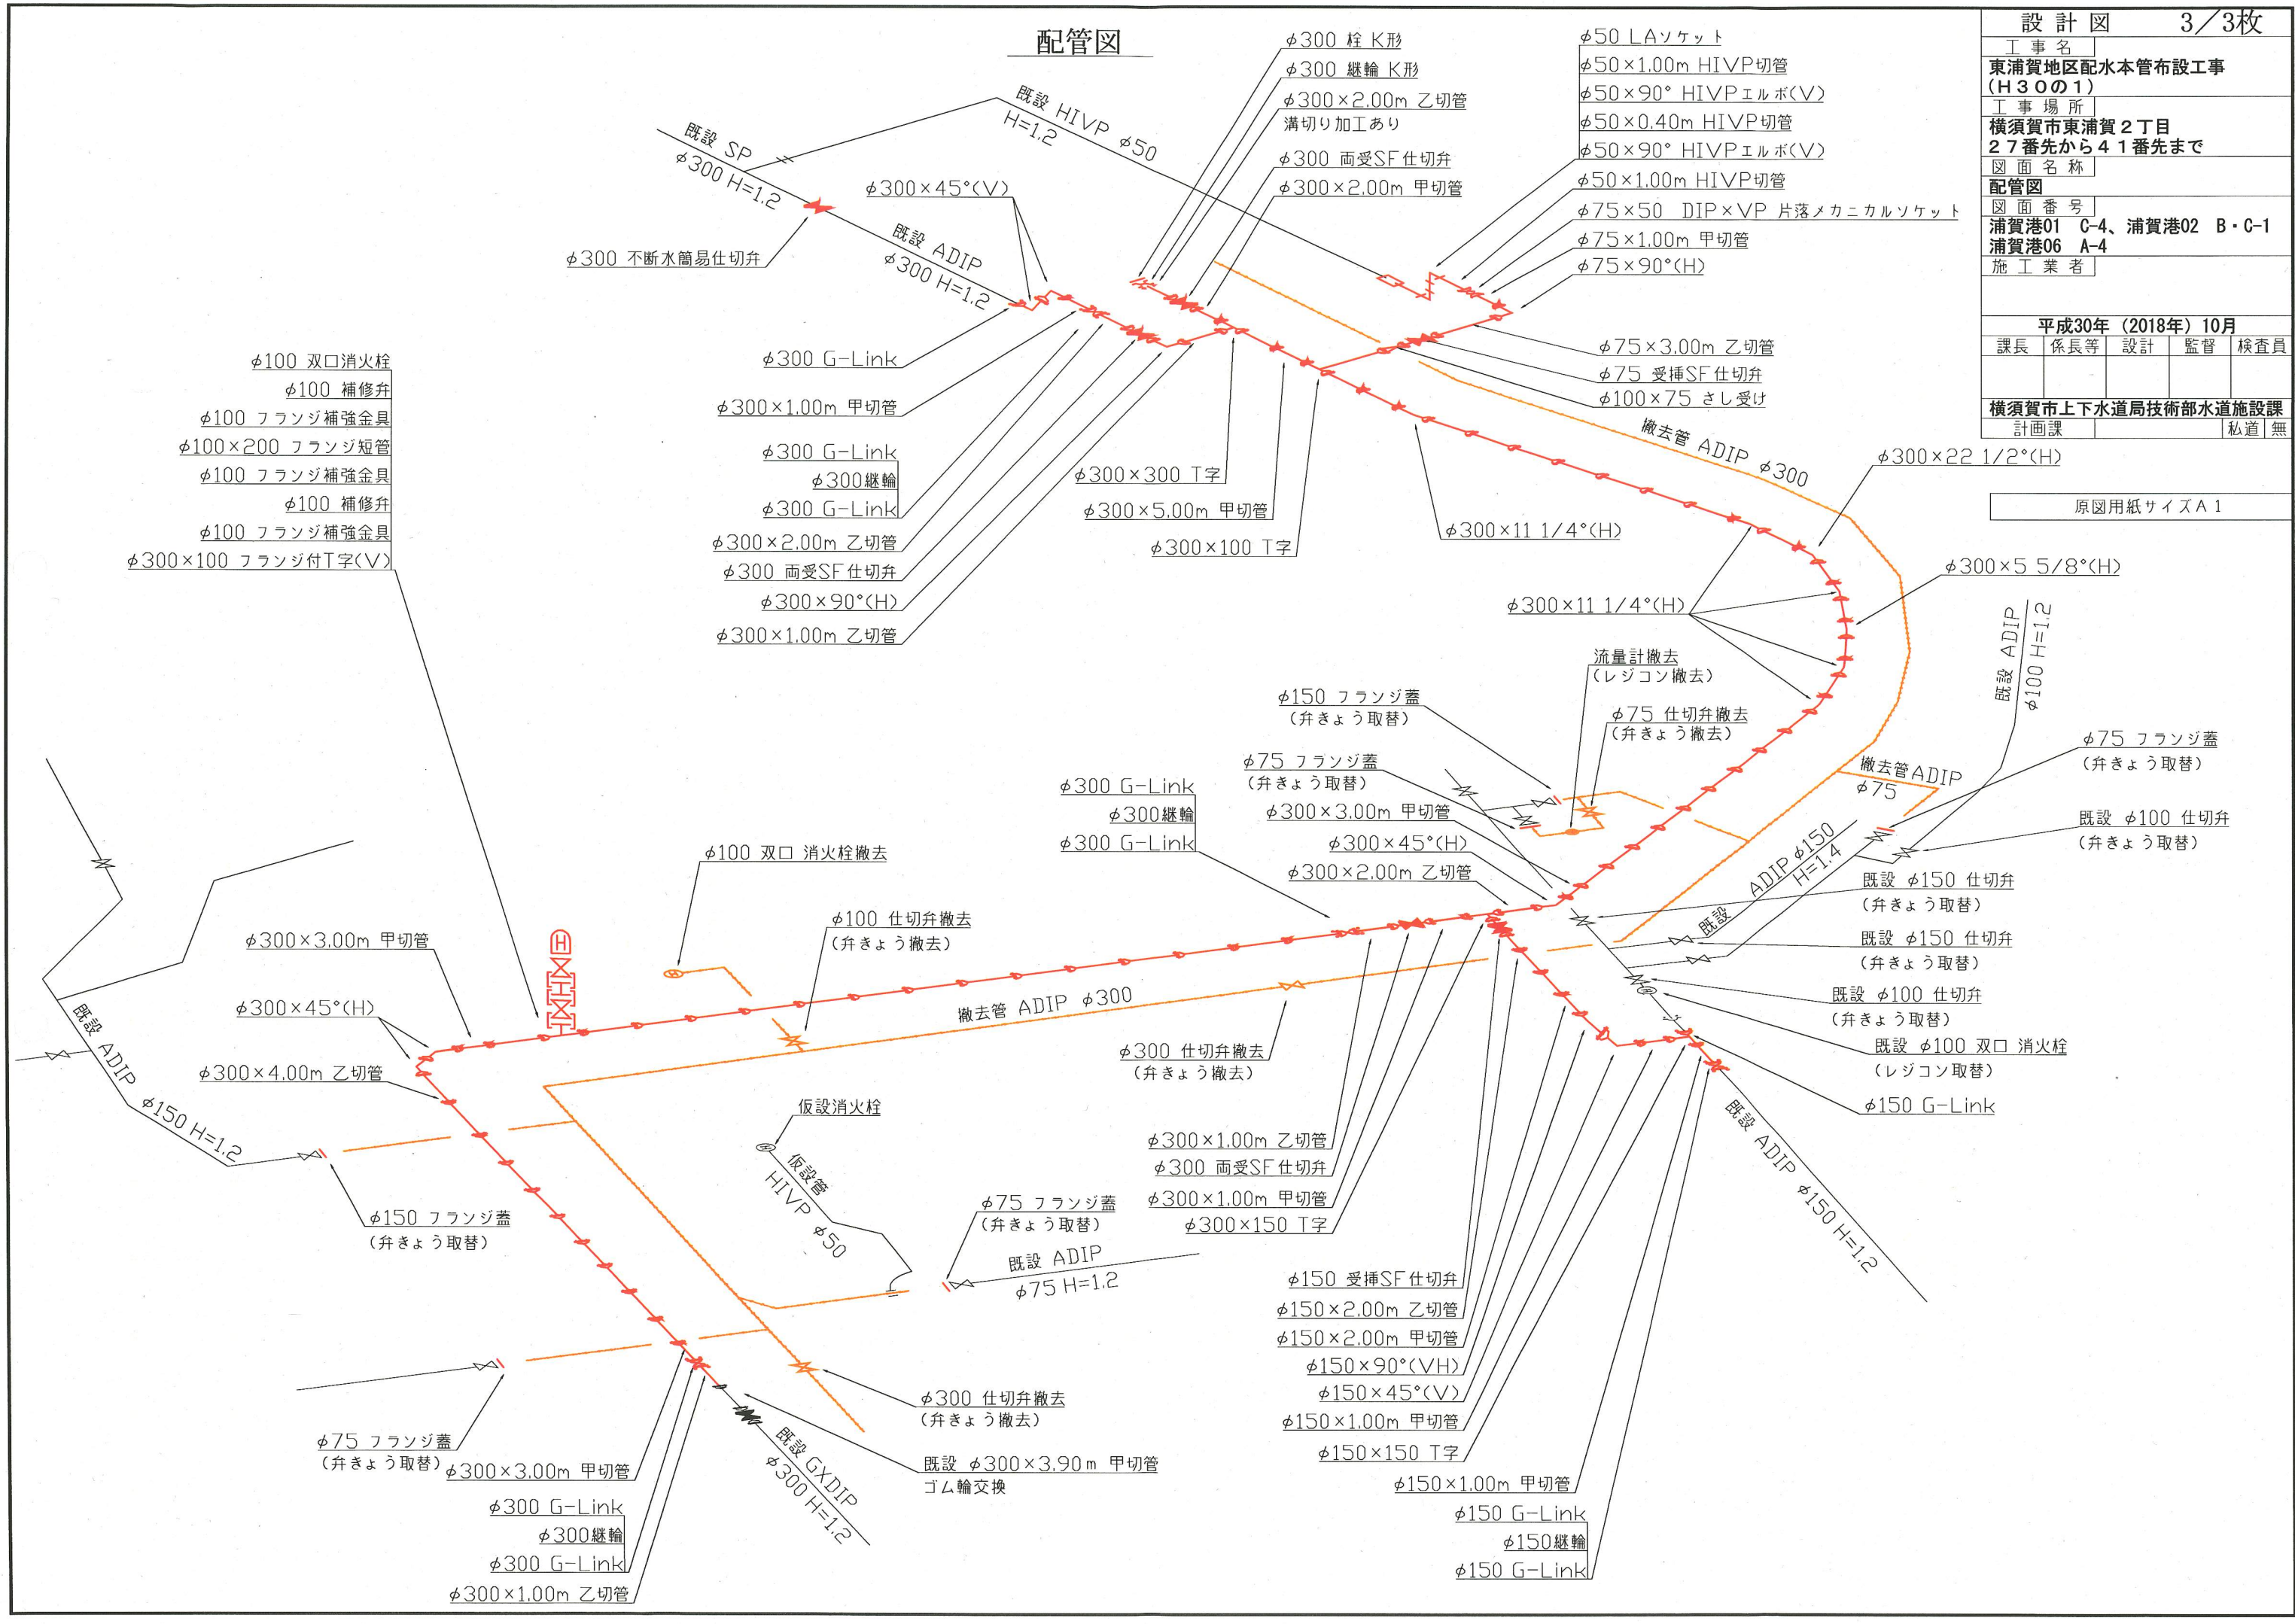 配管図
設計図 3/3枚
工事名
東浦賀地区配水本管布設工事
(H30の1)
工事場所
横須賀市東浦賀2丁目
27番先から41番先まで
図面名称
配管図
図面番号
浦賀港01 C-4、浦賀港02 B・C-1
浦賀港06 A-4
施工業者
平成30年(2018年)10月
課長 係長等 設計 監督 検査員
横須賀市上下水道局技術部水道施設課
計画課 私道 無
原図用紙サイズA1
φ300 栓 K形
φ300 継輪 K形
φ300×2.00m 乙切管
溝切り加工あり
φ300 両受SF仕切弁
φ300×2.00m 甲切管
φ50 LAソケット
φ50×1.00m HIVP切管
φ50×90° HIVPエルボ(V)
φ50×0.40m HIVP切管
φ50×90° HIVPエルボ(V)
φ50×1.00m HIVP切管
φ75×50 DIP×VP 片落メカニカルソケット
φ75×1.00m 甲切管
φ75×90°(H)
φ75×3.00m 乙切管
φ75 受挿SF仕切弁
φ100×75 さし受け
既設 HIVP φ50
H=1.2
既設 SP
φ300 H=1.2
φ300 不断水簡易仕切弁
φ300×45°(V)
既設 ADIP
φ300 H=1.2
φ300 G-Link
φ300×1.00m 甲切管
φ300 G-Link
φ300継輪
φ300 G-Link
φ300×2.00m 乙切管
φ300 両受SF仕切弁
φ300×90°(H)
φ300×1.00m 乙切管
φ300×300 T字
φ300×5.00m 甲切管
φ300×100 T字
φ300×11 1/4°(H)
撤去管 ADIP φ300
φ300×22 1/2°(H)
φ300×5 5/8°(H)
φ300×11 1/4°(H)
φ100 双口消火栓
φ100 補修弁
φ100 フランジ補強金具
φ100×200 フランジ短管
φ100 フランジ補強金具
φ100 補修弁
φ100 フランジ補強金具
φ300×100 フランジ付T字(V)
流量計撤去
(レジコン撤去)
φ150 フランジ蓋
(弁きょう取替)
φ75 仕切弁撤去
(弁きょう撤去)
φ75 フランジ蓋
(弁きょう取替)
φ300×3.00m 甲切管
φ300×45°(H)
φ300×2.00m 乙切管
φ300 G-Link
φ300継輪
φ300 G-Link
既設 ADIP
φ100 H=1.2
撤去管ADIP
φ75
φ75 フランジ蓋
(弁きょう取替)
既設 φ100 仕切弁
(弁きょう取替)
既設 ADIP φ150
H=1.4
既設 φ150 仕切弁
(弁きょう取替)
既設 φ150 仕切弁
(弁きょう取替)
既設 φ100 仕切弁
(弁きょう取替)
既設 φ100 双口 消火栓
(レジコン取替)
φ150 G-Link
既設 ADIP φ150 H=1.2
φ100 双口 消火栓撤去
φ100 仕切弁撤去
(弁きょう撤去)
H
撤去管 ADIP φ300
φ300 仕切弁撤去
(弁きょう撤去)
φ300×3.00m 甲切管
φ300×45°(H)
φ300×4.00m 乙切管
既設 ADIP
φ150 H=1.2
φ150 フランジ蓋
(弁きょう取替)
仮設消火栓
仮設管
HIVP φ50
φ75 フランジ蓋
(弁きょう取替)
既設 ADIP
φ75 H=1.2
φ300×1.00m 乙切管
φ300 両受SF仕切弁
φ300×1.00m 甲切管
φ300×150 T字
φ150 受挿SF仕切弁
φ150×2.00m 乙切管
φ150×2.00m 甲切管
φ150×90°(VH)
φ150×45°(V)
φ150×1.00m 甲切管
φ150×150 T字
φ150×1.00m 甲切管
φ150 G-Link
φ150継輪
φ150 G-Link
φ300 仕切弁撤去
(弁きょう撤去)
既設 φ300×3.90m 甲切管
ゴム輪交換
既設 GXDIP
φ300 H=1.2
φ75 フランジ蓋
(弁きょう取替)
φ300×3.00m 甲切管
φ300 G-Link
φ300継輪
φ300 G-Link
φ300×1.00m 乙切管